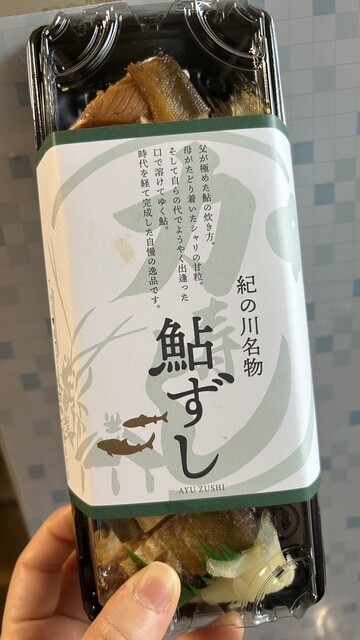 父が極めた鮎の炊き方。
母がたどり着いたシャリの甘粒。
そして自らの代でようやく出逢った
口で溶けてゆく鮎。
時代を経て完成した自慢の逸品です。
紀の川名物
鮎ずし
AYU ZUSHI